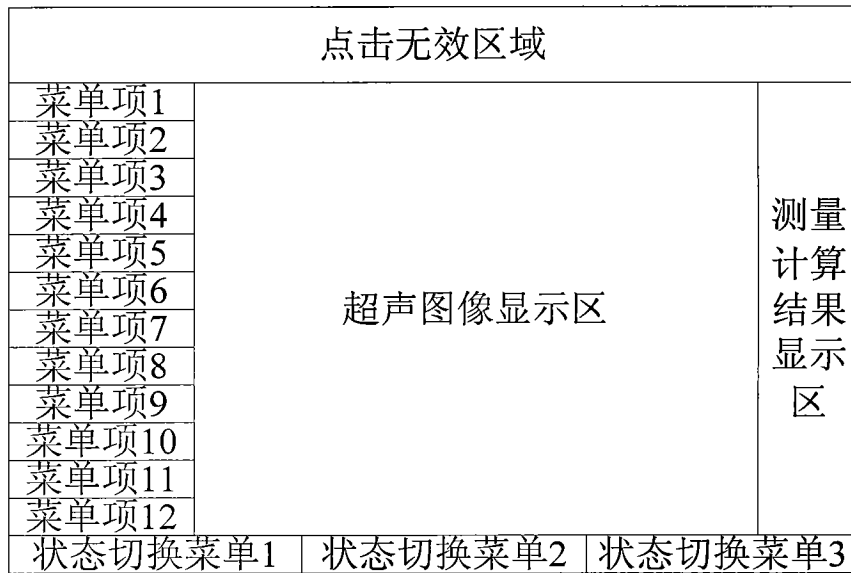 点击无效区域
菜单项1
菜单项2
菜单项3
菜单项4
菜单项5
菜单项6
菜单项7
菜单项8
菜单项9
菜单项10
菜单项11
菜单项12
超声图像显示区
测量
计算
结果
显示
区
状态切换菜单1
状态切换菜单2
状态切换菜单3